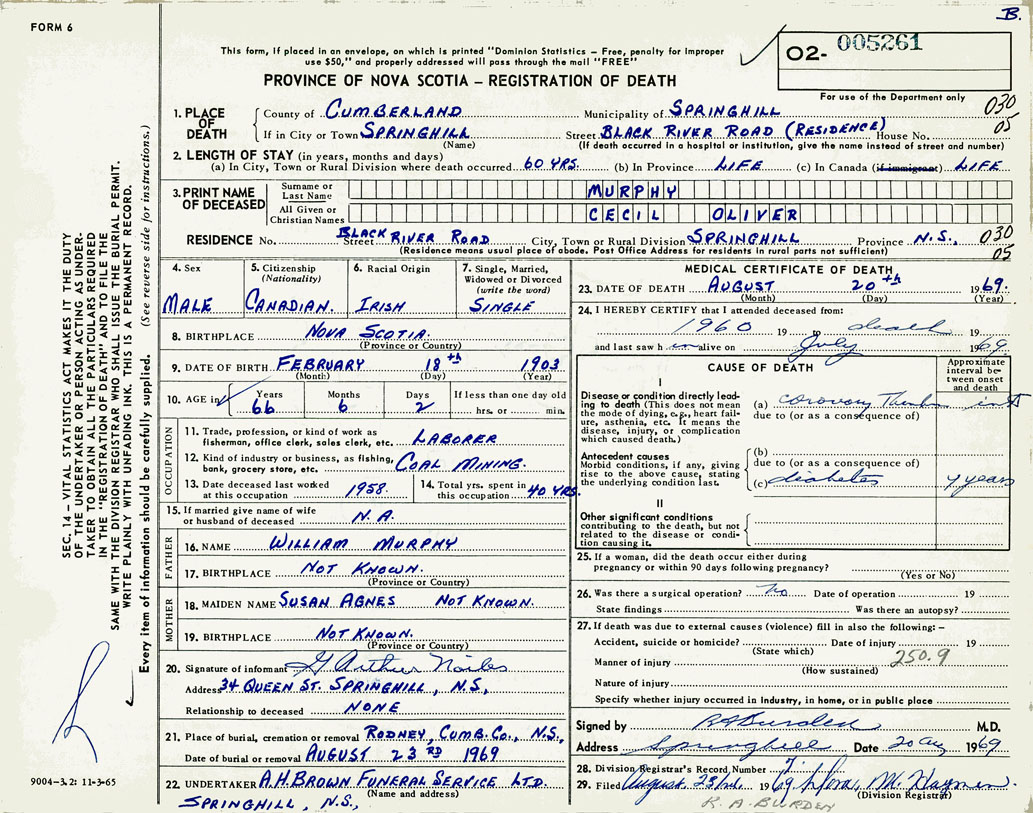 B.
FORM 6
This form, if placed in an envelope, on which is printed "Dominion Statistics – Free, penalty for improper
use $50," and properly addressed will pass through the mail "FREE"
O2- 005261
PROVINCE OF NOVA SCOTIA – REGISTRATION OF DEATH
For use of the Department only
SEC. 14 – VITAL STATISTICS ACT MAKES IT THE DUTY
OF THE UNDERTAKER OR PERSON ACTING AS UNDER-
TAKER TO OBTAIN ALL THE PARTICULARS REQUIRED
IN THE "REGISTRATION OF DEATH" AND TO FILE THE
SAME WITH THE DIVISION REGISTRAR WHO SHALL ISSUE THE BURIAL PERMIT.
WRITE PLAINLY WITH UNFADING INK. THIS IS A PERMANENT RECORD.
Every item of information should be carefully supplied. (See reverse side for instructions.)
1. PLACE OF DEATH
County of CUMBERLAND Municipality of SPRINGHILL 030
If in City or Town SPRINGHILL Street BLACK RIVER ROAD (RESIDENCE) House No. 05
(Name) (If death occurred in a hospital or institution, give the name instead of street and number)
2. LENGTH OF STAY (in years, months and days)
(a) In City, Town or Rural Division where death occurred 60 YRS. (b) In Province LIFE (c) In Canada (if immigrant) LIFE
3. PRINT NAME OF DECEASED
Surname or Last Name MURPHY
All Given or Christian Names CECIL OLIVER
RESIDENCE No. Street BLACK RIVER ROAD City, Town or Rural Division SPRINGHILL Province N.S., 030
(Residence means usual place of abode. Post Office Address for residents in rural parts not sufficient) 05
4. Sex MALE
5. Citizenship (Nationality) CANADIAN.
6. Racial Origin IRISH
7. Single, Married, Widowed or Divorced (write the word) SINGLE
8. BIRTHPLACE NOVA SCOTIA.
(Province or Country)
9. DATE OF BIRTH FEBRUARY 18th 1903
(Month) (Day) (Year)
10. AGE in Years 66 Months 6 Days 2 If less than one day old hrs. or min.
OCCUPATION
11. Trade, profession, or kind of work as fisherman, office clerk, sales clerk, etc. LABORER
12. Kind of industry or business, as fishing, bank, grocery store, etc. COAL MINING.
13. Date deceased last worked at this occupation 1958.
14. Total yrs. spent in this occupation 40 YRS.
15. If married give name of wife or husband of deceased N.A.
FATHER
16. NAME WILLIAM MURPHY
17. BIRTHPLACE NOT KNOWN.
(Province or Country)
MOTHER
18. MAIDEN NAME SUSAN AGNES NOT KNOWN.
19. BIRTHPLACE NOT KNOWN.
(Province or Country)
20. Signature of informant G Arthur
Address 34 QUEEN ST. SPRINGHILL, N.S.,
Relationship to deceased NONE
21. Place of burial, cremation or removal RODNEY, CUMB. CO., N.S.,
Date of burial or removal AUGUST 23RD 1969
22. UNDERTAKER A.H. BROWN FUNERAL SERVICE LTD.
(Name and address)
SPRINGHILL, N.S.,
9004-3.2: 11-3-65
MEDICAL CERTIFICATE OF DEATH
23. DATE OF DEATH AUGUST 20th 1969.
(Month) (Day) (Year)
24. I HEREBY CERTIFY that I attended deceased from:
1960 19 to death 19
and last saw him alive on July 1969.
CAUSE OF DEATH
Approximate interval between onset and death
I
Disease or condition directly leading to death (This does not mean the mode of dying, e.g., heart failure, asthenia, etc. It means the disease, injury, or complication which caused death.)
(a) coronary
due to (or as a consequence of)
Antecedent causes
Morbid conditions, if any, giving rise to the above cause, stating the underlying condition last.
(b)
due to (or as a consequence of)
(c) diabetes years
II
Other significant conditions
contributing to the death, but not related to the disease or condition causing it.
25. If a woman, did the death occur either during pregnancy or within 90 days following pregnancy?
(Yes or No)
26. Was there a surgical operation? no Date of operation 19
State findings Was there an autopsy?
27. If death was due to external causes (violence) fill in also the following: –
Accident, suicide or homicide? Date of injury 19
(State which)
Manner of injury 250.9
(How sustained)
Nature of injury
Specify whether injury occurred in Industry, in home, or in public place
Signed by RABurden M.D.
Address Springhill Date 20 Aug 1969
28. Division Registrar's Record Number
29. Filed August 23rd. 1969
(Division Registrar)
R. A. BURDEN